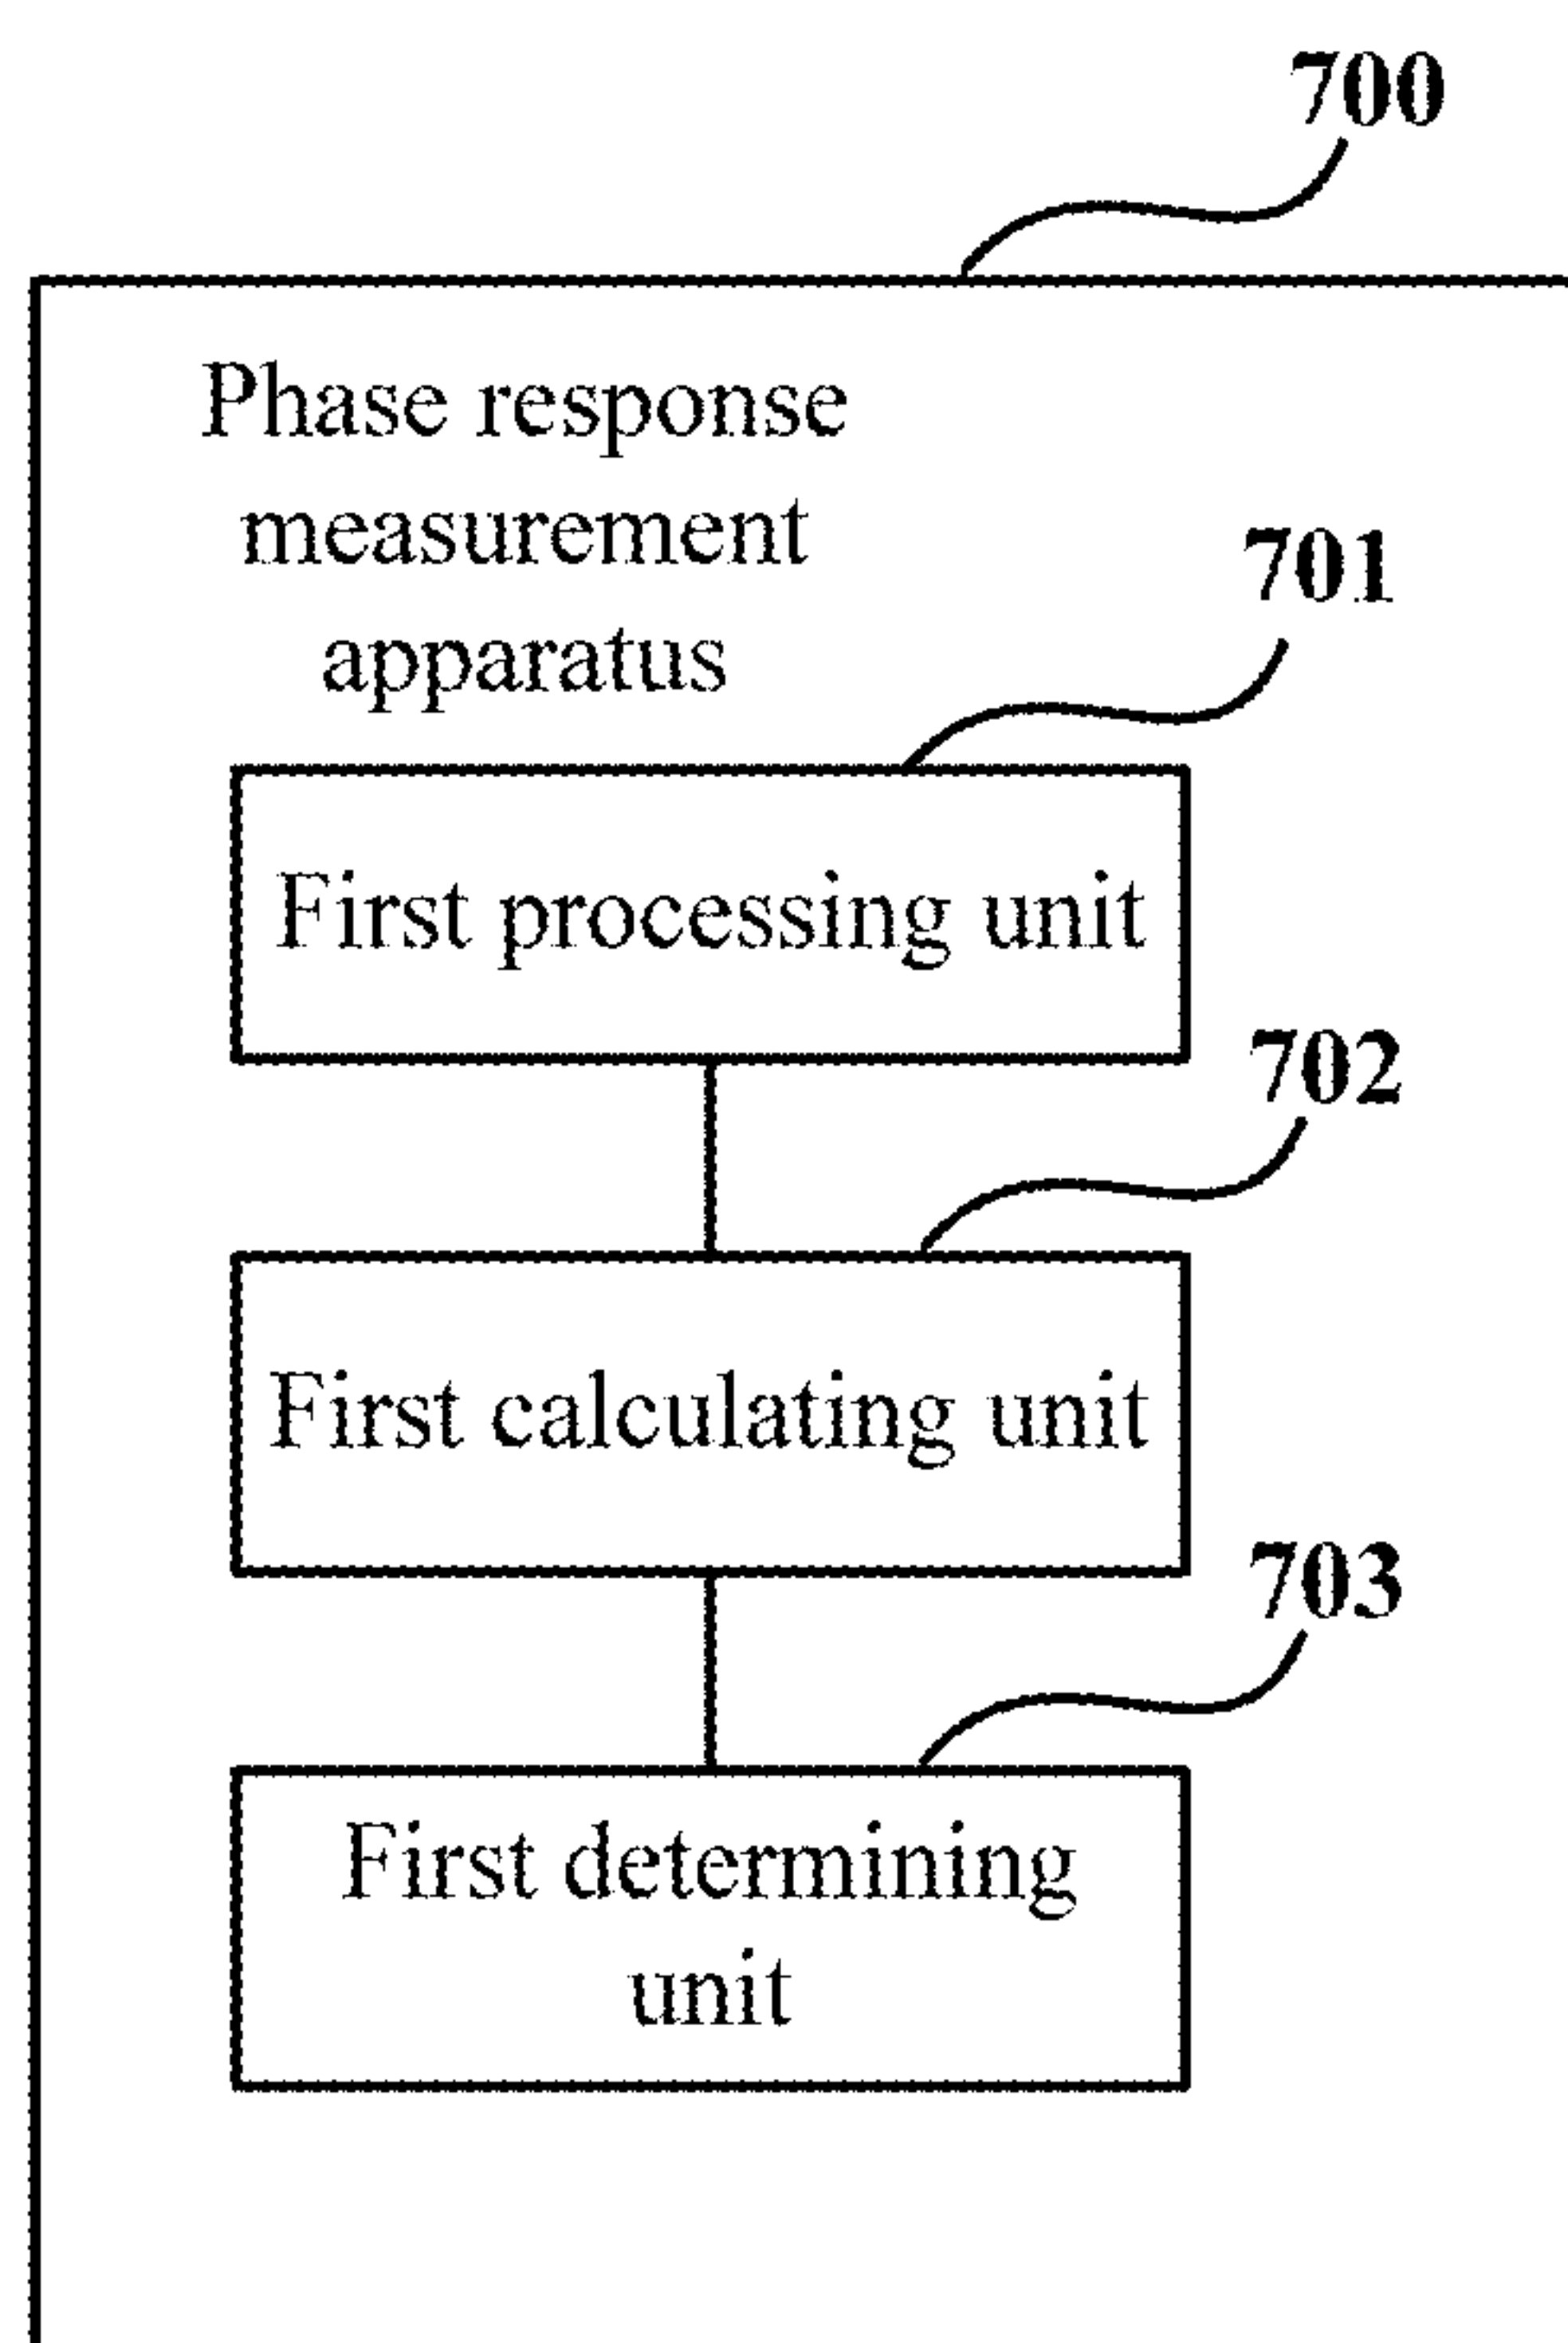 700
Phase response
measurement
apparatus
701
First processing unit
702
First calculating unit
703
First determining
unit